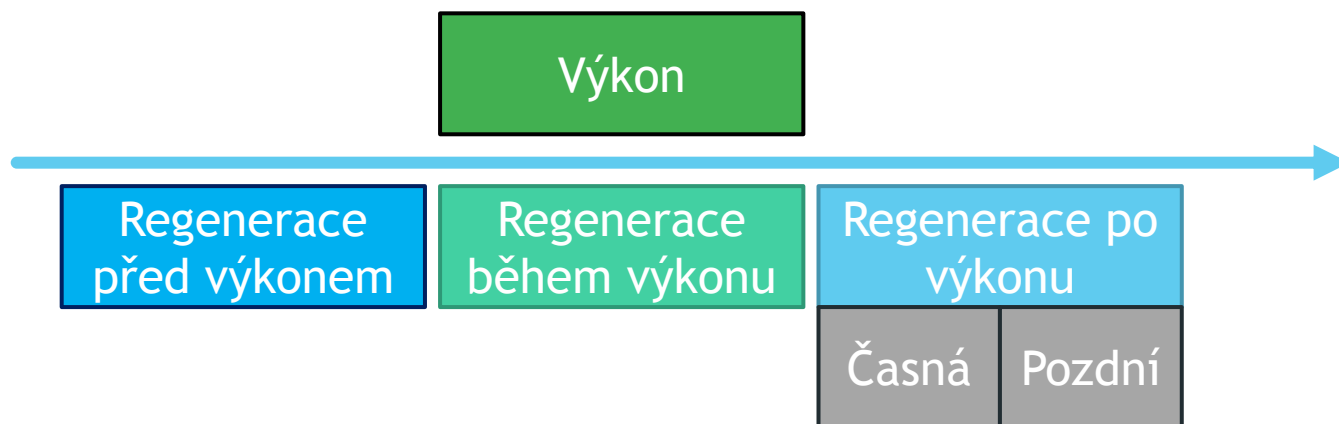 Výkon
Regenerace
před výkonem
Regenerace
během výkonu
Regenerace po
výkonu
Časná
Pozdní